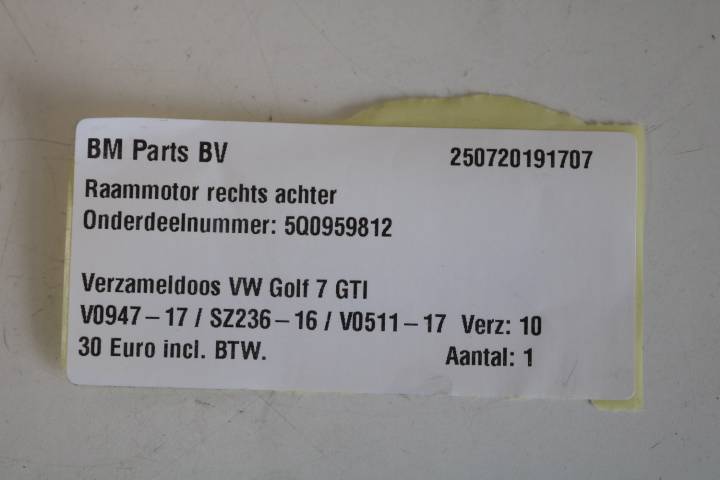 BM Parts BV 250720191707
Raammotor rechts achter
Onderdeelnummer: 5Q0959812
Verzameldoos VW Golf 7 GTI
V0947-17 / SZ236-16 / V0511-17 Verz: 10
30 Euro incl. BTW. Aantal: 1